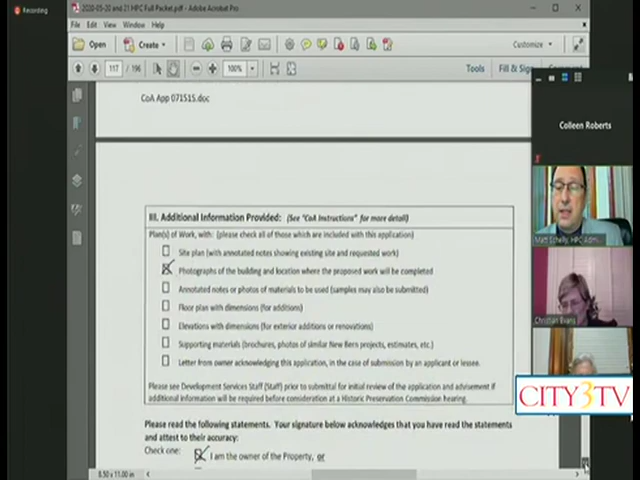 Recording
2020-05-20 and 21 HPC Full Packet.pdf - Adobe Acrobat Pro
File Edit View Window Help
Open Create Customize
117 / 196 100% Tools Fill & Sign
CoA App 071515.doc
Colleen Roberts
III. Additional Information Provided: (See "CoA Instructions" for more detail)
Plan(s) of Work, with: (please check all of those which are included with this application)
Site plan (with annotated notes showing existing site and requested work)
Photographs of the building and location where the proposed work will be completed
Annotated notes or photos of materials to be used (samples may also be submitted)
Floor plan with dimensions (for additions)
Elevations with dimensions (for exterior additions or renovations)
Supporting materials (brochures, photos of similar New Bern projects, estimates, etc.)
Letter from owner acknowledging this application, in the case of submission by an applicant or lessee.
Please see Development Services Staff (Staff) prior to submittal for initial review of the application and advisement if
additional information will be required before consideration at a Historic Preservation Commission hearing.
Please read the following statements. Your signature below acknowledges that you have read the statements
and attest to their accuracy:
Check one: I am the owner of the Property, or
8.50 x 11.00 in
Matt Schelly, HPC Admi...
Christian Evans
CITY3TV